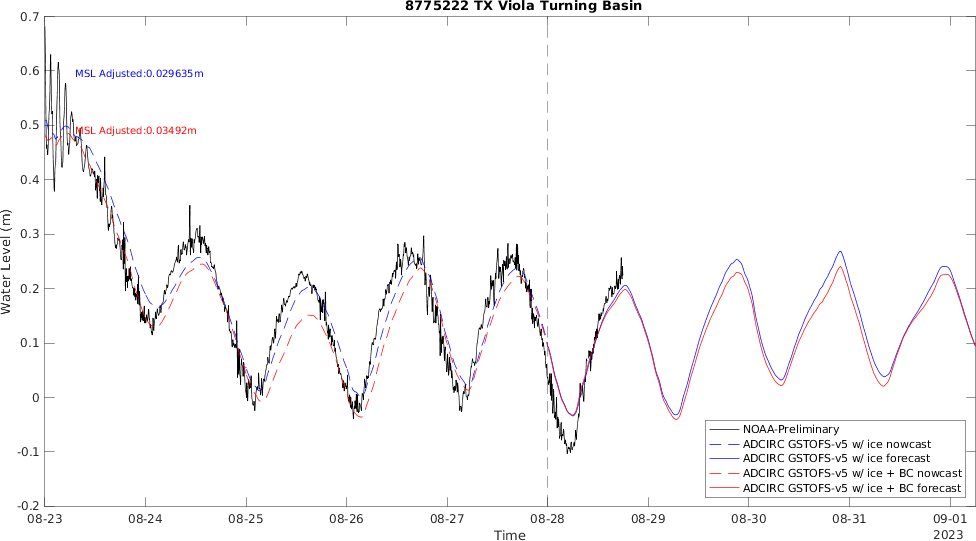 8775222 TX Viola Turning Basin
0.7
0.6
0.5
0.4
0.3
0.2
0.1
0
-0.1
-0.2
Water Level (m)
MSL Adjusted:0.029635m
MSL Adjusted:0.03492m
NOAA-Preliminary
ADCIRC GSTOFS-v5 w/ ice nowcast
ADCIRC GSTOFS-v5 w/ ice forecast
ADCIRC GSTOFS-v5 w/ ice + BC nowcast
ADCIRC GSTOFS-v5 w/ ice + BC forecast
08-23 08-24 08-25 08-26 08-27 08-28 08-29 08-30 08-31 09-01
Time 2023